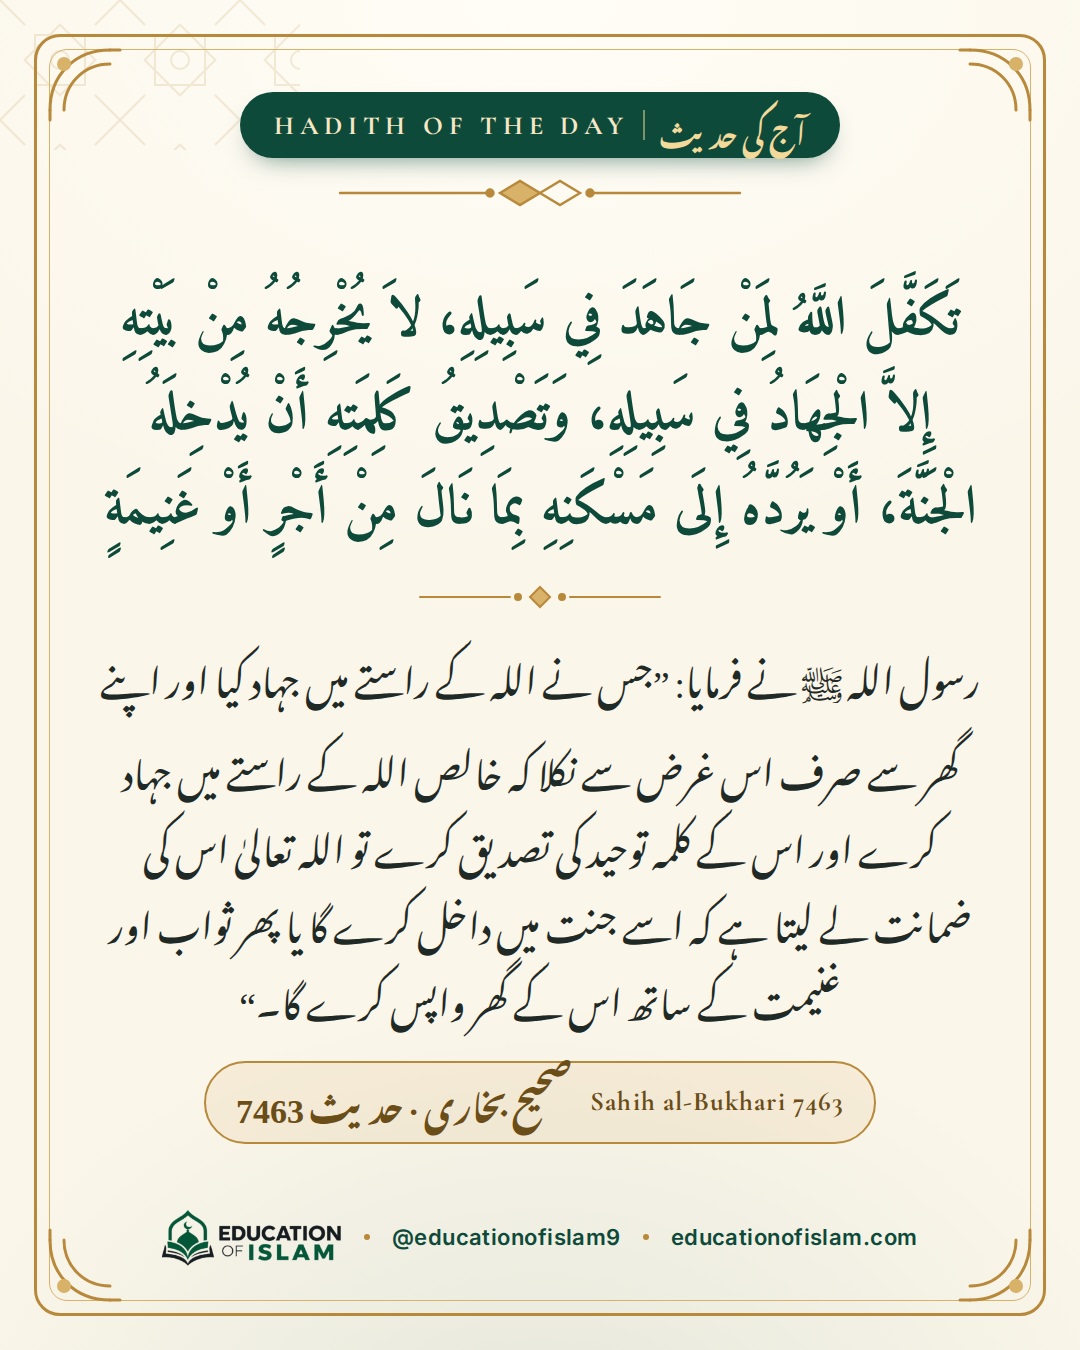 HADITH OF THE DAY | آج کی حدیث
تَكَفَّلَ اللَّهُ لِمَنْ جَاهَدَ فِي سَبِيلِهِ، لاَ يُخْرِجُهُ مِنْ بَيْتِهِ
إِلاَّ الْجِهَادُ فِي سَبِيلِهِ، وَتَصْدِيقُ كَلِمَتِهِ أَنْ يُدْخِلَهُ
الْجَنَّةَ، أَوْ يَرُدَّهُ إِلَى مَسْكَنِهِ بِمَا نَالَ مِنْ أَجْرٍ أَوْ غَنِيمَةٍ
رسول اللہ ﷺ نے فرمایا: ”جس نے اللہ کے راستے میں جہاد کیا اور اپنے
گھر سے صرف اس غرض سے نکلا کہ خالص اللہ کے راستے میں جہاد
کرے اور اس کے کلمہ توحید کی تصدیق کرے تو اللہ تعالیٰ اس کی
ضمانت لے لیتا ہے کہ اسے جنت میں داخل کرے گا یا پھر ثواب اور
غنیمت کے ساتھ اس کے گھر واپس کرے گا۔“
صحیح بخاری · حدیث 7463 Sahih al-Bukhari 7463
EDUCATION OF ISLAM • @educationofislam9 • educationofislam.com